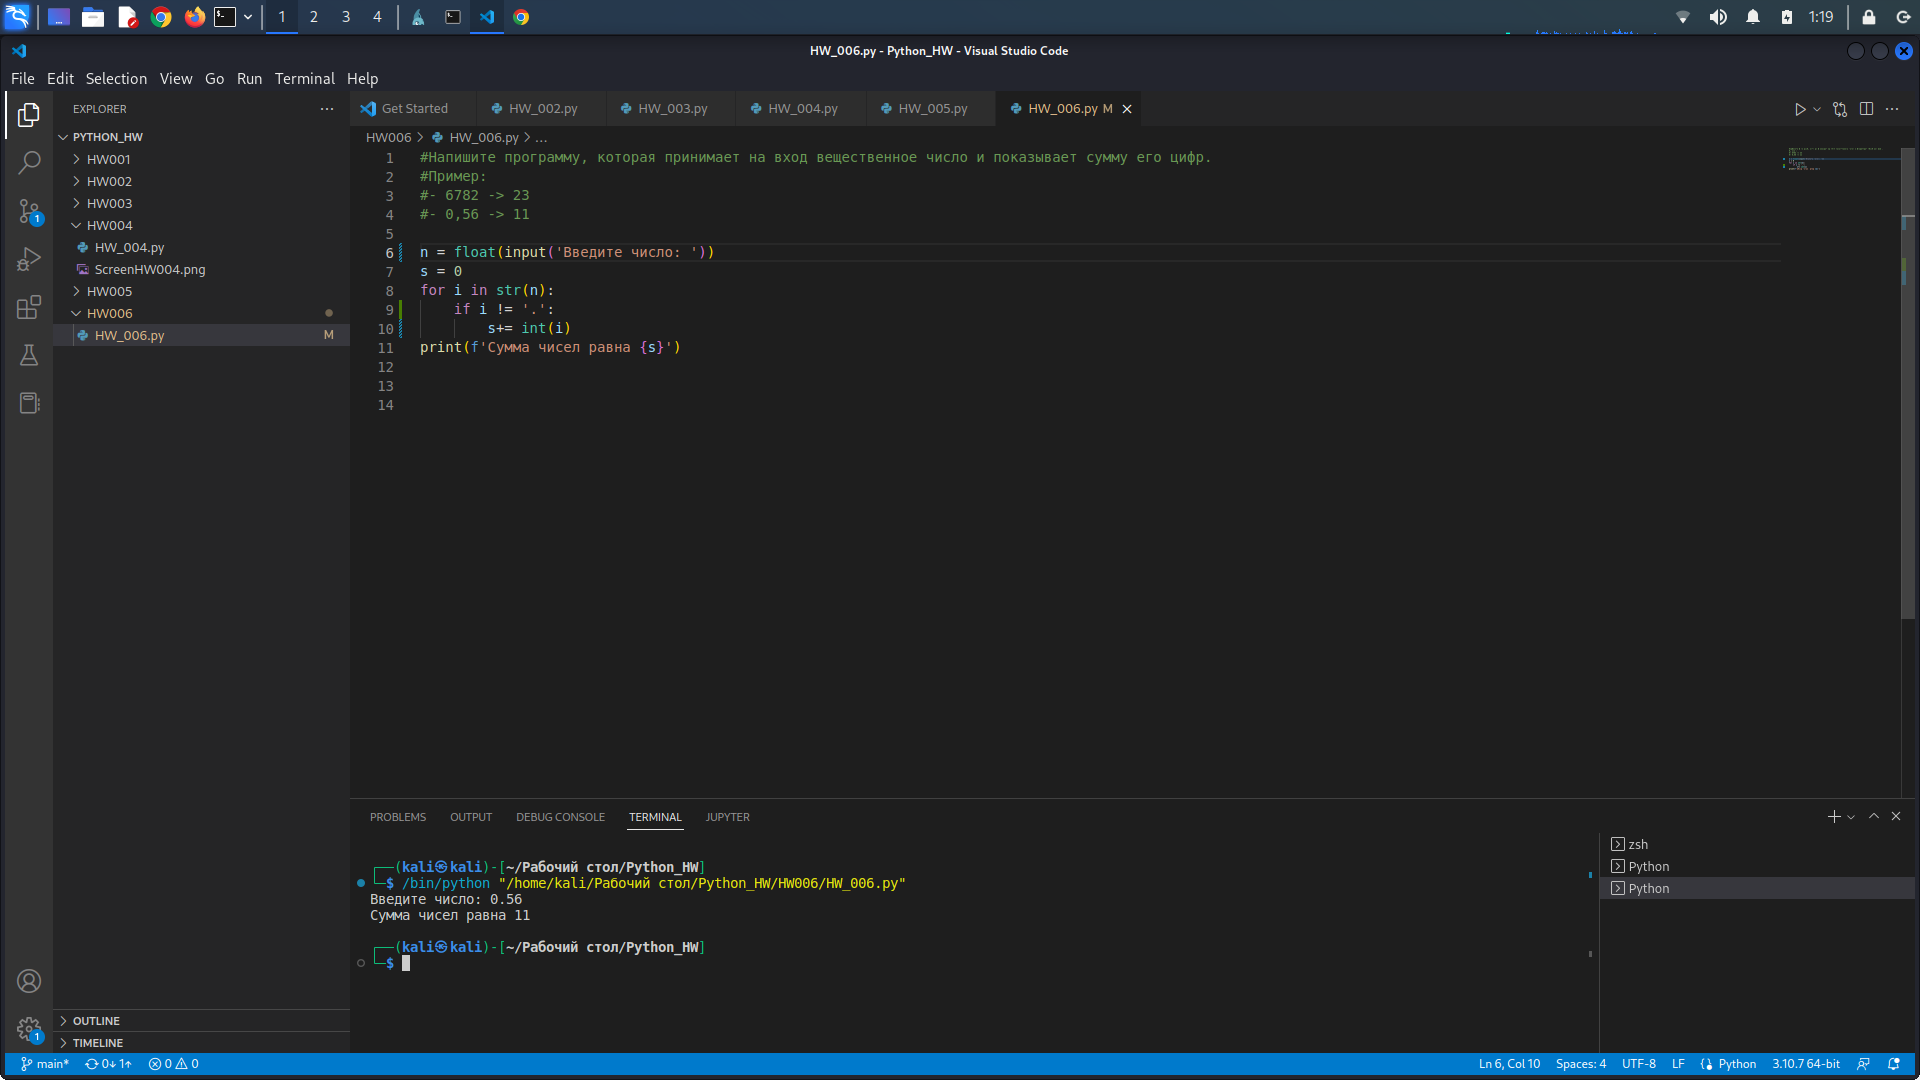 1 2 3 4 1:19
HW_006.py - Python_HW - Visual Studio Code
File Edit Selection View Go Run Terminal Help
EXPLORER
PYTHON_HW
HW001
HW002
HW003
HW004
HW_004.py
ScreenHW004.png
HW005
HW006
HW_006.py M
OUTLINE
TIMELINE
1
1
Get Started HW_002.py HW_003.py HW_004.py HW_005.py HW_006.py M
HW006 > HW_006.py > ...
1 #Напишите программу, которая принимает на вход вещественное число и показывает сумму его цифр.
2 #Пример:
3 #- 6782 -> 23
4 #- 0,56 -> 11
5
6 n = float(input('Введите число: '))
7 s = 0
8 for i in str(n):
9 if i != '.':
10 s+= int(i)
11 print(f'Сумма чисел равна {s}')
12
13
14
PROBLEMS OUTPUT DEBUG CONSOLE TERMINAL JUPYTER
┌──(kali㉿kali)-[~/Рабочий стол/Python_HW]
└─$ /bin/python "/home/kali/Рабочий стол/Python_HW/HW006/HW_006.py"
Введите число: 0.56
Сумма чисел равна 11
┌──(kali㉿kali)-[~/Рабочий стол/Python_HW]
└─$
zsh
Python
Python
main* 0↓ 1↑ 0 0 Ln 6, Col 10 Spaces: 4 UTF-8 LF Python 3.10.7 64-bit